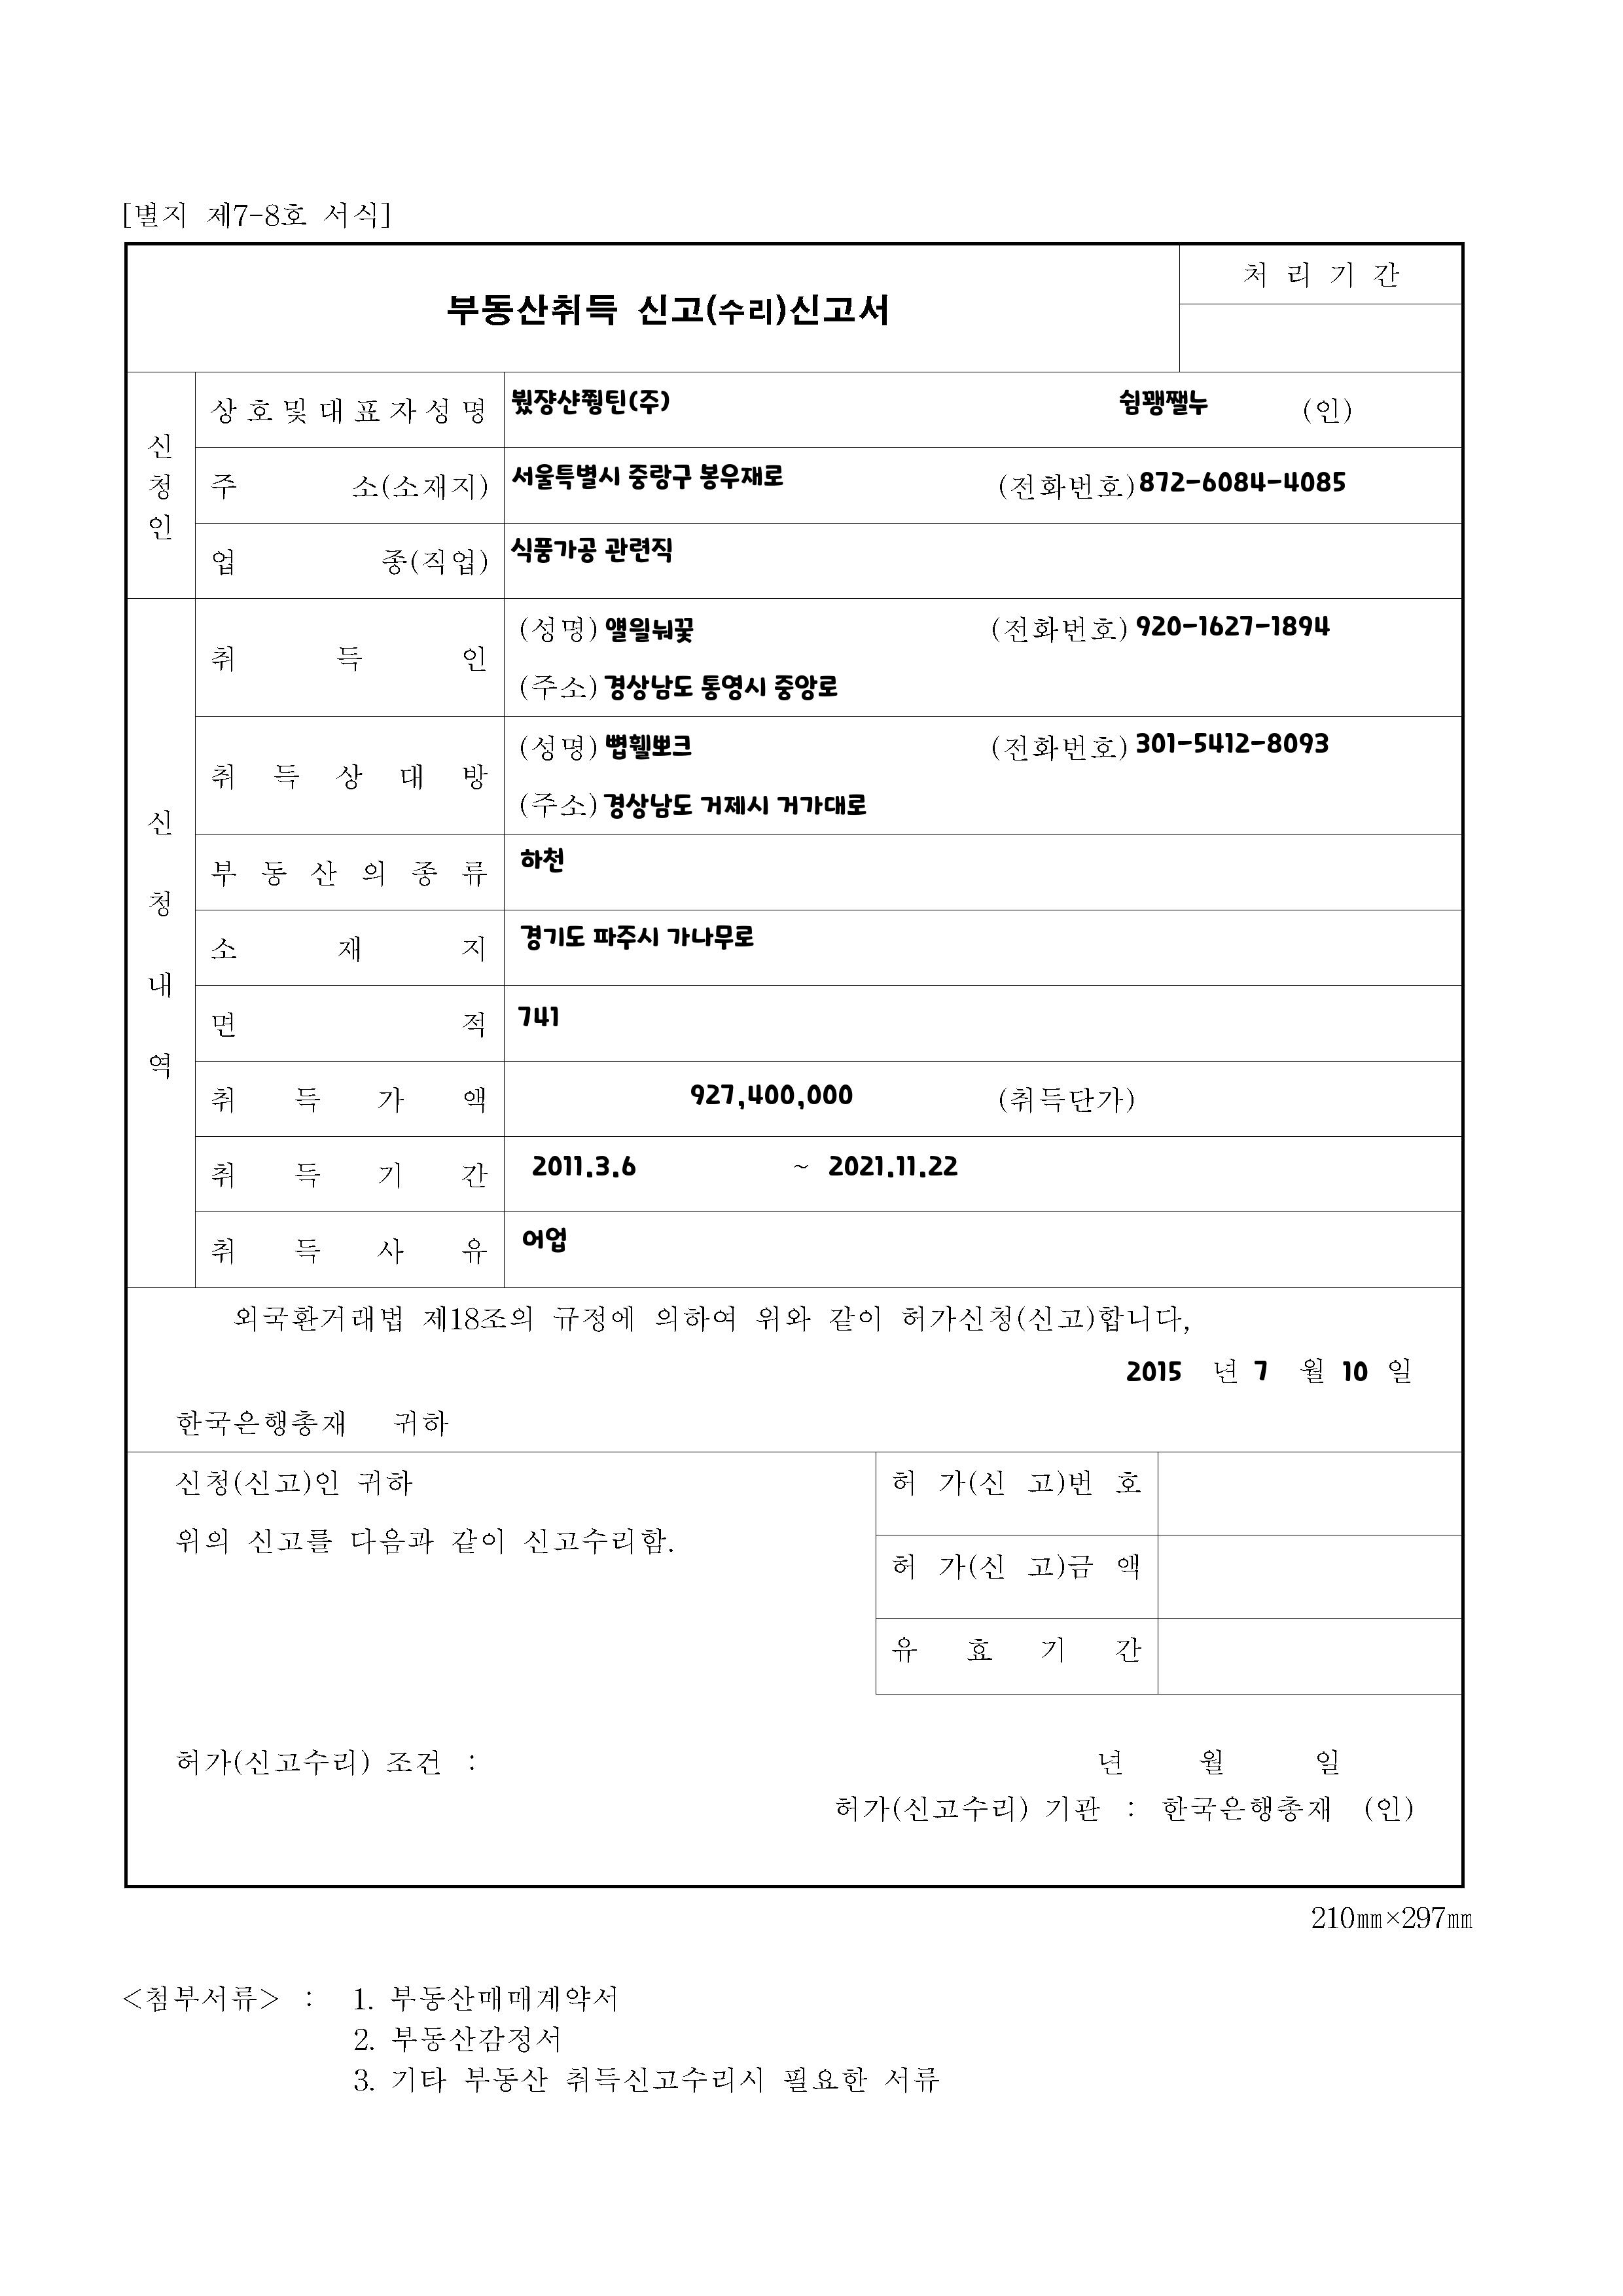 [별지 제7-8호 서식]
부동산취득 신고(수리)신고서
처 리 기 간
신청인
상호및대표자성명 붰쟝샨쭹틴(주) 쉼꽹쨀누 (인)
주 소(소재지) 서울특별시 중랑구 봉우재로 (전화번호) 872-6084-4085
업 종(직업) 식품가공 관련직
신청내역
취 득 인 (성명) 앨윌눠꽃 (전화번호) 920-1627-1894
(주소) 경상남도 통영시 중앙로
취 득 상 대 방 (성명) 뼙휄뽀크 (전화번호) 301-5412-8093
(주소) 경상남도 거제시 거가대로
부 동 산 의 종 류 하천
소 재 지 경기도 파주시 가나무로
면 적 741
취 득 가 액 927,400,000 (취득단가)
취 득 기 간 2011.3.6 ~ 2021.11.22
취 득 사 유 어업
외국환거래법 제18조의 규정에 의하여 위와 같이 허가신청(신고)합니다,
2015 년 7 월 10 일
한국은행총재 귀하
신청(신고)인 귀하
위의 신고를 다음과 같이 신고수리함.
허 가(신 고)번 호
허 가(신 고)금 액
유 효 기 간
허가(신고수리) 조건 :
년 월 일
허가(신고수리) 기관 : 한국은행총재 (인)
210㎜×297㎜
<첨부서류> : 1. 부동산매매계약서
2. 부동산감정서
3. 기타 부동산 취득신고수리시 필요한 서류